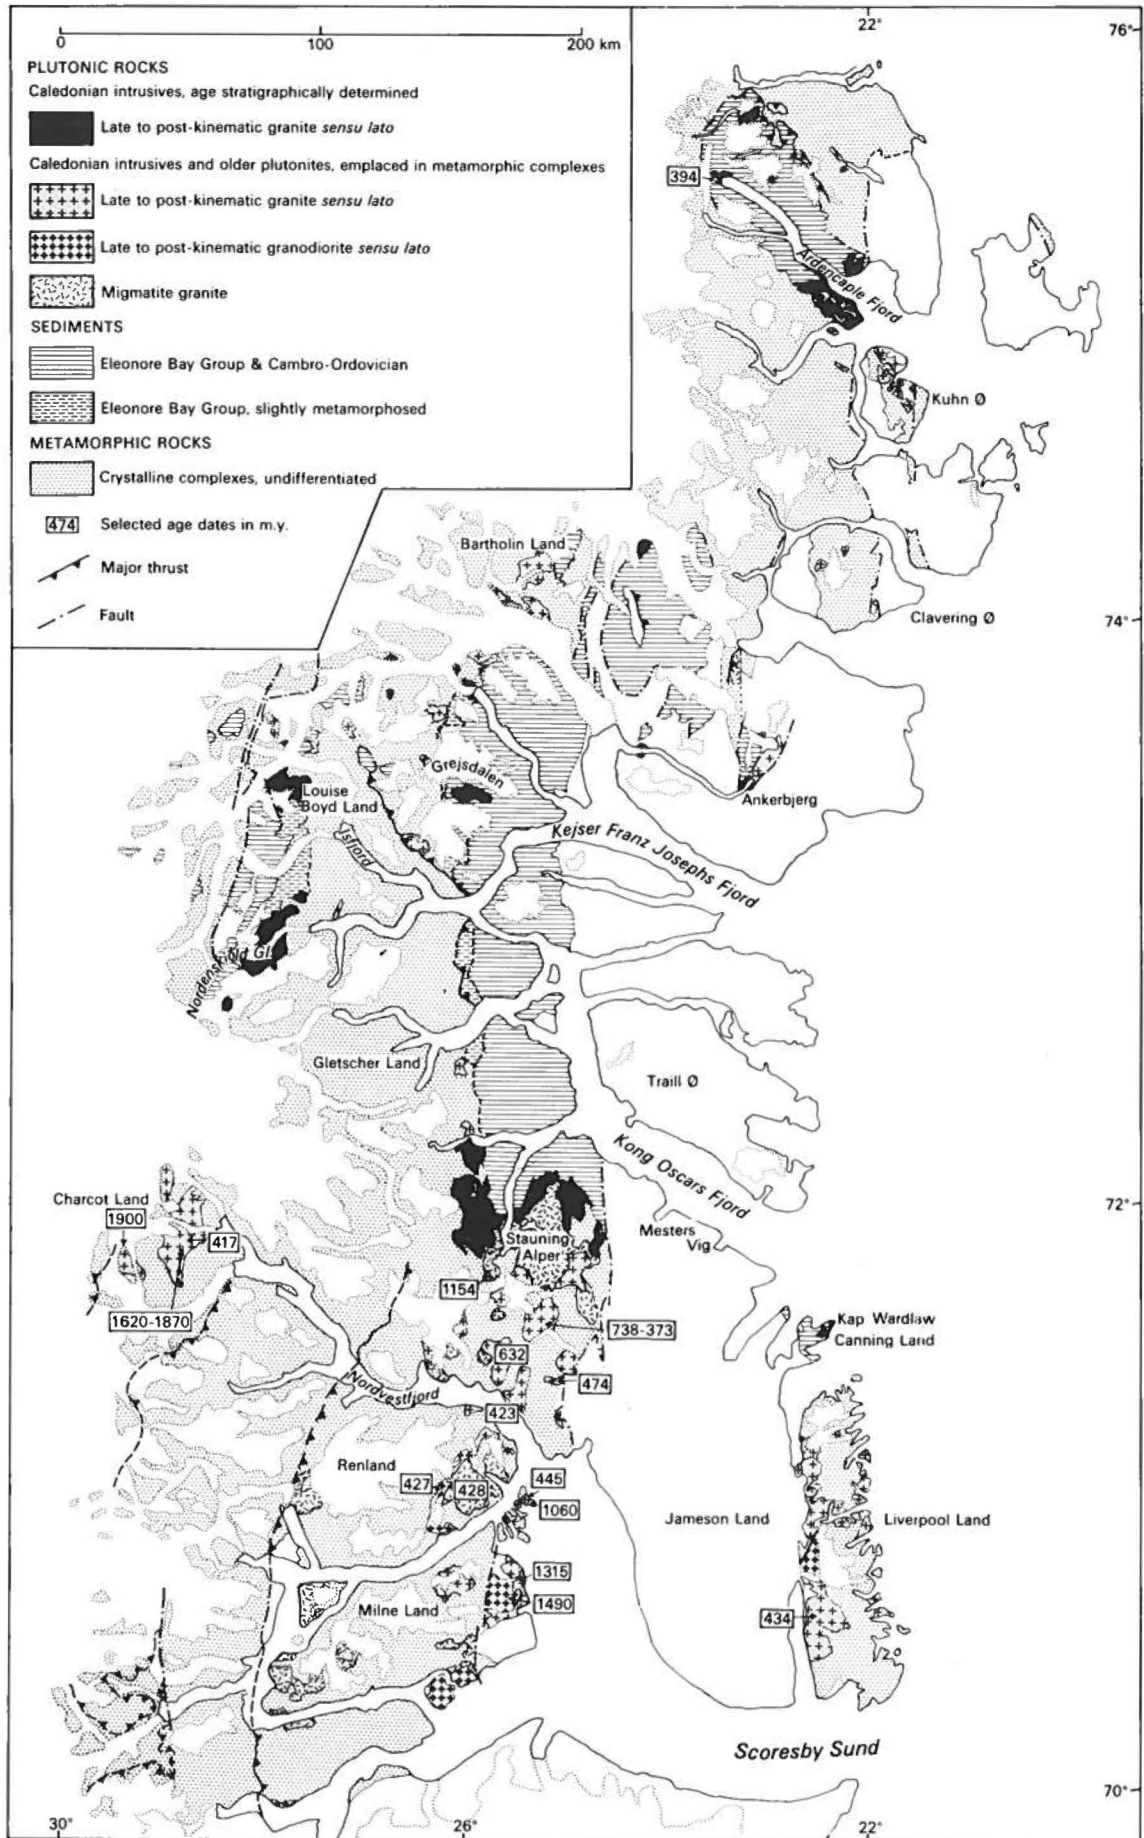 0 100 200 km
22° 76°
PLUTONIC ROCKS
Caledonian intrusives, age stratigraphically determined
Late to post-kinematic granite sensu lato
Caledonian intrusives and older plutonites, emplaced in metamorphic complexes
Late to post-kinematic granite sensu lato
Late to post-kinematic granodiorite sensu lato
Migmatite granite
SEDIMENTS
Eleonore Bay Group & Cambro-Ordovician
Eleonore Bay Group, slightly metamorphosed
METAMORPHIC ROCKS
Crystalline complexes, undifferentiated
474 Selected age dates in m.y.
Major thrust
Fault
394
Ardencaple Fjord
Kuhn Ø
Bartholin Land
Clavering Ø
74°
Grejsdalen
Louise
Boyd Land
Ankerbjerg
Isfjord
Kejser Franz Josephs Fjord
Nordenskiöld Gl.
Gletscher Land
Traill Ø
Kong Oscars Fjord
Charcot Land
1900
72°
417
Mesters
Vig
Stauning
Alper
1154
1620-1870
738-373
Kap Wardlaw
Canning Land
632
474
Nordvestfjord
423
Renland
427
428
445
1060
Jameson Land
Liverpool Land
1315
1490
Milne Land
434
Scoresby Sund
70°
30° 26° 22°